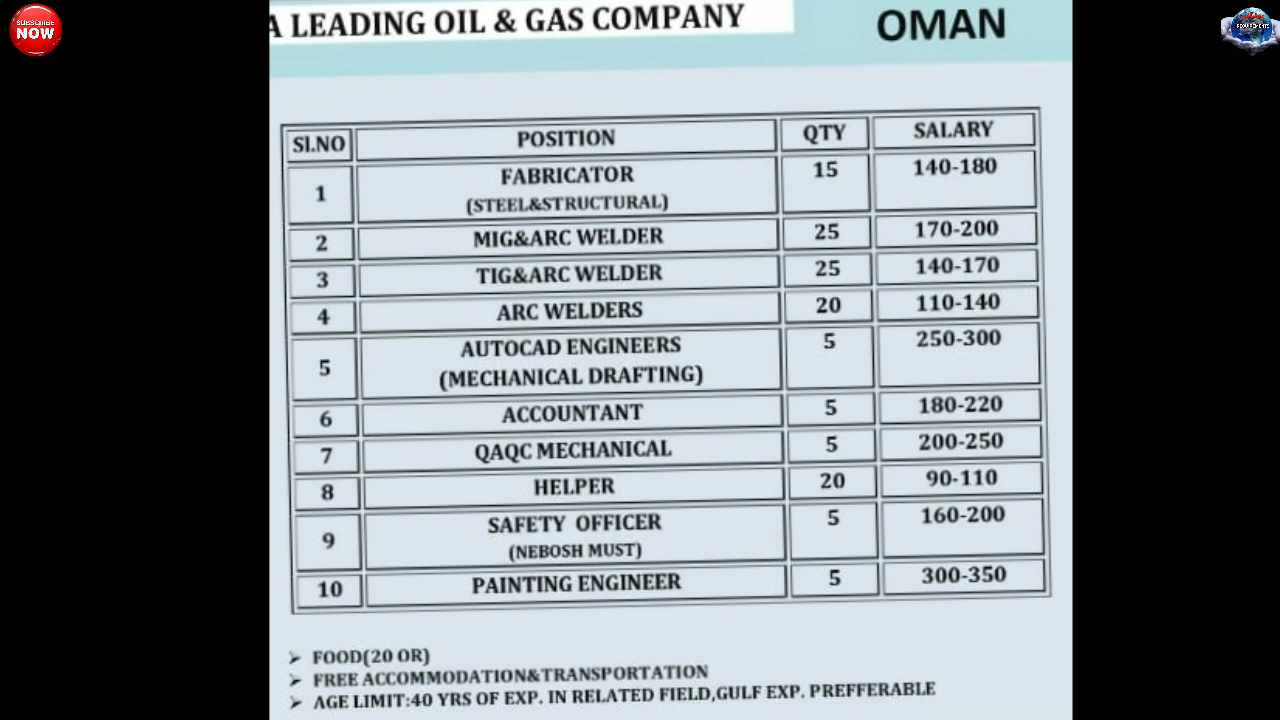 SUBSCRIBE
NOW
A LEADING OIL & GAS COMPANY
OMAN
Sl.NO POSITION QTY SALARY
1 FABRICATOR (STEEL&STRUCTURAL) 15 140-180
2 MIG&ARC WELDER 25 170-200
3 TIG&ARC WELDER 25 140-170
4 ARC WELDERS 20 110-140
5 AUTOCAD ENGINEERS (MECHANICAL DRAFTING) 5 250-300
6 ACCOUNTANT 5 180-220
7 QAQC MECHANICAL 5 200-250
8 HELPER 20 90-110
9 SAFETY OFFICER (NEBOSH MUST) 5 160-200
10 PAINTING ENGINEER 5 300-350
➢ FOOD(20 OR)
➢ FREE ACCOMMODATION&TRANSPORTATION
➢ AGE LIMIT:40 YRS OF EXP. IN RELATED FIELD,GULF EXP. PREFFERABLE